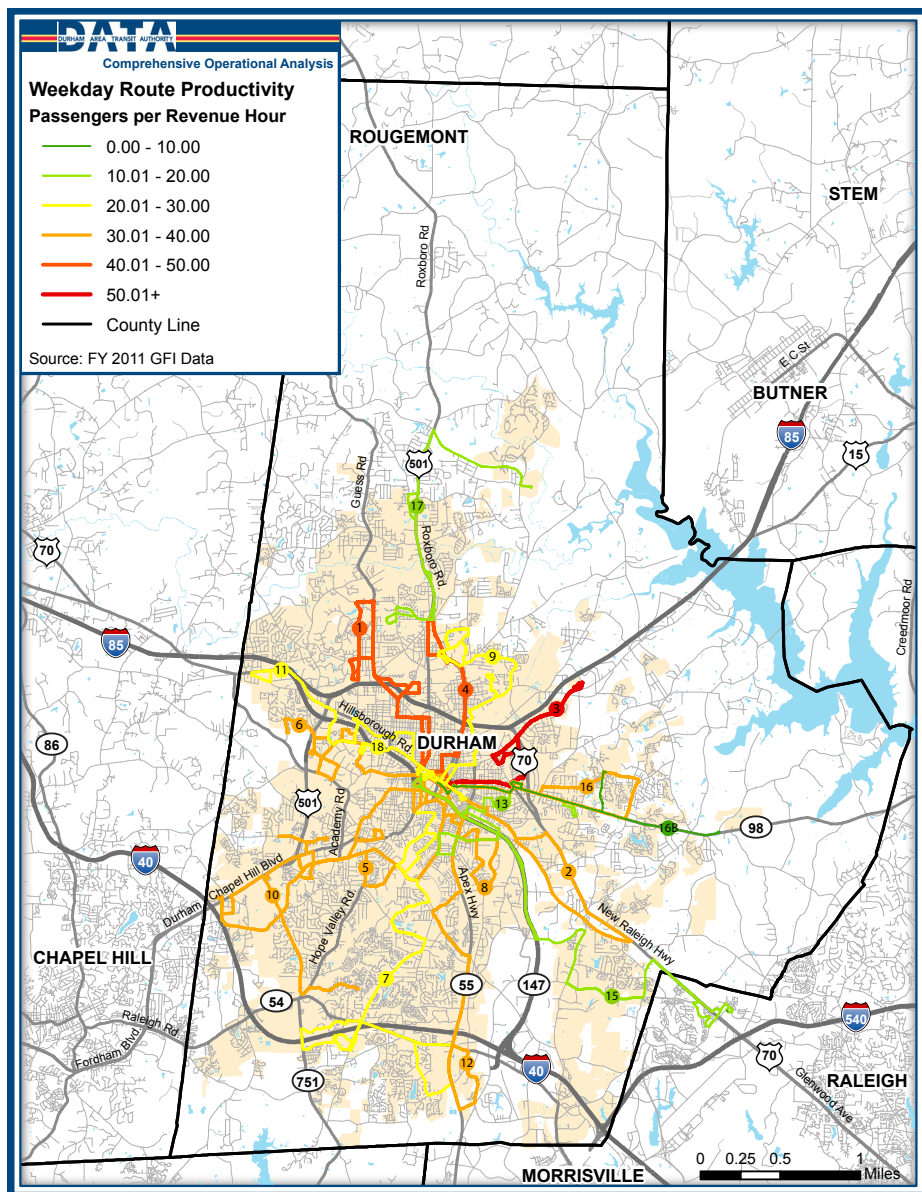 DATA
DURHAM AREA TRANSIT AUTHORITY
Comprehensive Operational Analysis
Weekday Route Productivity
Passengers per Revenue Hour
0.00 - 10.00
10.01 - 20.00
20.01 - 30.00
30.01 - 40.00
40.01 - 50.00
50.01+
County Line
Source: FY 2011 GFI Data
ROUGEMONT
STEM
Roxboro Rd
E C St
BUTNER
85
15
501
Guess Rd
17
70
Roxboro Rd.
Creedmoor Rd
1
85
9
11
4
3
6
Hillsborough Rd
86
18
DURHAM
70
16
501
13
16B
98
Academy Rd
40
Durham Chapel Hill Blvd
5
2
10
8
Apex Hwy
Hope Valley Rd
New Raleigh Hwy
CHAPEL HILL
7
55
147
54
15
Raleigh Rd
540
Fordham Blvd
12
40
70
751
RALEIGH
Glenwood Ave
MORRISVILLE
0 0.25 0.5 1
Miles